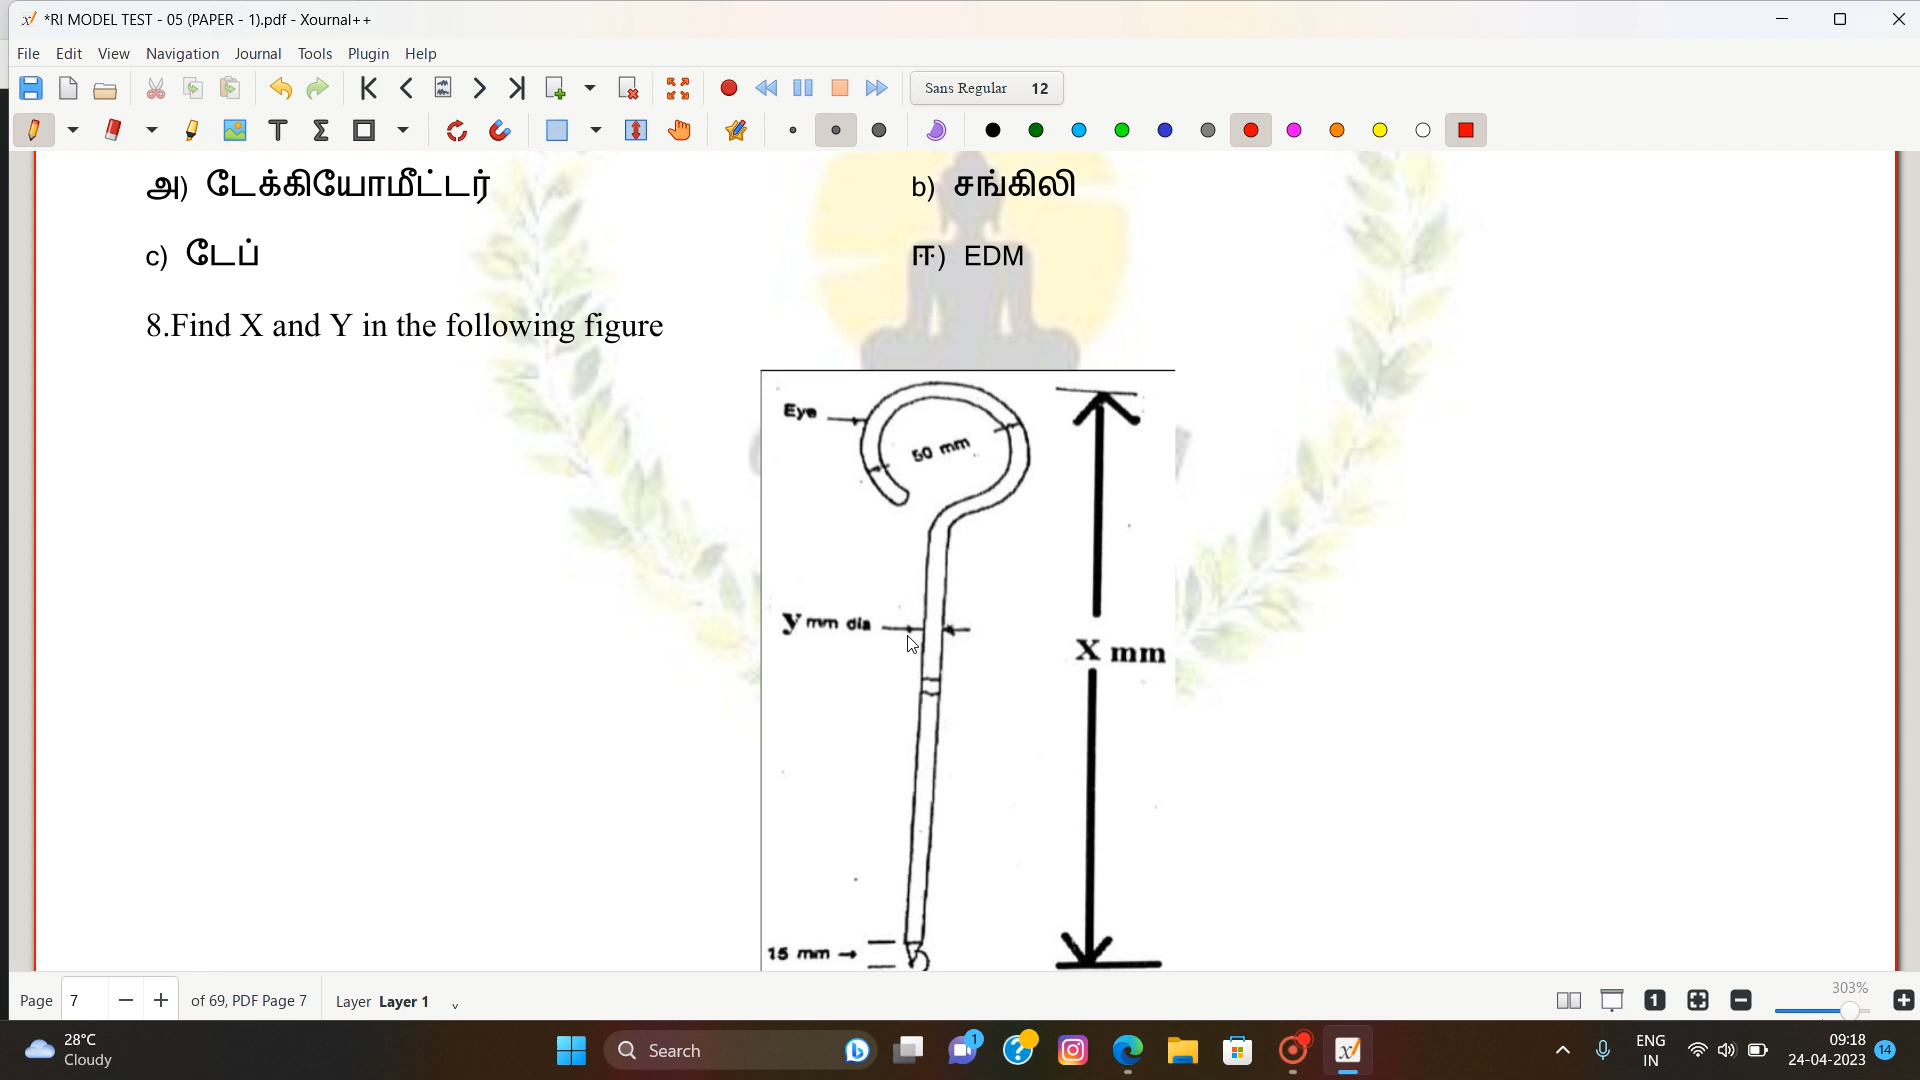 *RI MODEL TEST - 05 (PAPER - 1).pdf - Xournal++
File Edit View Navigation Journal Tools Plugin Help
Sans Regular 12
அ) டேக்கியோமீட்டர் b) சங்கிலி
c) டேப் ஈ) EDM
8.Find X and Y in the following figure
Eye
50 mm
y mm dia
X mm
15 mm
Page 7 of 69, PDF Page 7 Layer Layer 1
303%
28°C
Cloudy
Search
1
ENG
IN
09:18
24-04-2023
14